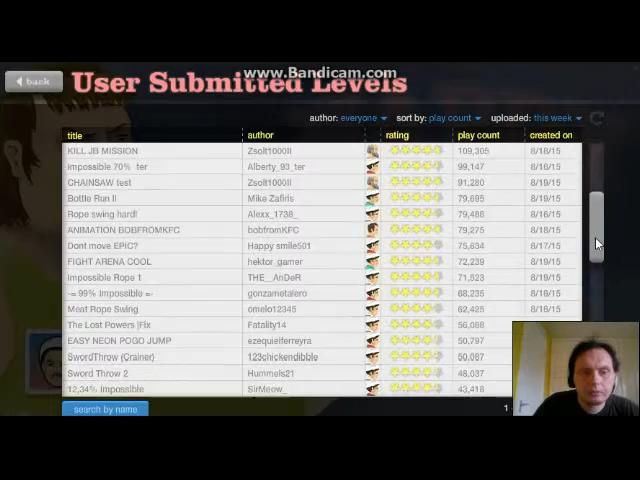 www.Bandicam.com
back
User Submitted Levels
author: everyone sort by: play count uploaded: this week
title author rating play count created on
KILL JB MISSION Zsolt1000II 109,305 8/16/15
Impossible 70% ter Alberty_93_ter 99,147 8/16/15
CHAINSAW test Zsolt1000II 91,280 8/19/15
Bottle Run II Mike Zafiris 79,695 8/19/15
Rope swing hard! Alexx_1738_ 79,488 8/16/15
ANIMATION BOBFROMKFC bobfromKFC 79,275 8/18/15
Dont move EPIC? Happy smile501 75,634 8/17/15
FIGHT ARENA COOL hektor_gamer 72,239 8/19/15
Impossible Rope 1 THE__AnDeR 71,523 8/18/15
-= 99% Impossible =- gonzametalero 68,235 8/18/15
Meat Rope Swing omelo12345 62,425 8/18/15
The Lost Powers |Fix Fatality14 56,088
EASY NEON POGO JUMP ezequielferreyra 50,797
SwordThrow (Crainer) 123chickendibble 50,087
Sword Throw 2 Hummels21 48,037
12,34% Impossible SirMeow_ 43,418
search by name
1 -